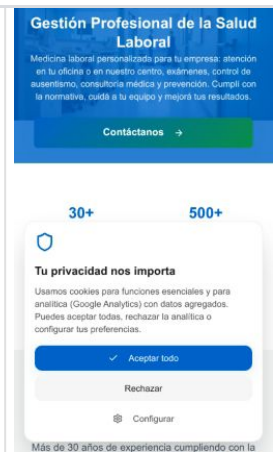 Gestión Profesional de la Salud
Laboral
Medicina laboral personalizada para tu empresa: atención
en tu oficina o en nuestro centro, exámenes, control de
ausentismo, consultoría médica y prevención. Cumplí con
la normativa, cuidá a tu equipo y mejorá tus resultados.
Contáctanos →
30+ 500+
Tu privacidad nos importa
Usamos cookies para funciones esenciales y para
analítica (Google Analytics) con datos agregados.
Puedes aceptar todas, rechazar la analítica o
configurar tus preferencias.
Aceptar todo
Rechazar
Configurar
Más de 30 años de experiencia cumpliendo con la